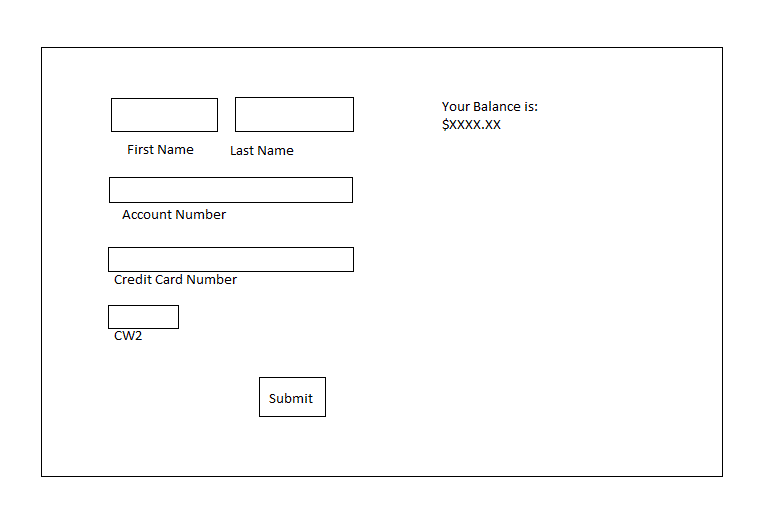 Your Balance is:
$XXXX.XX
First Name
Last Name
Account Number
Credit Card Number
CW2
Submit